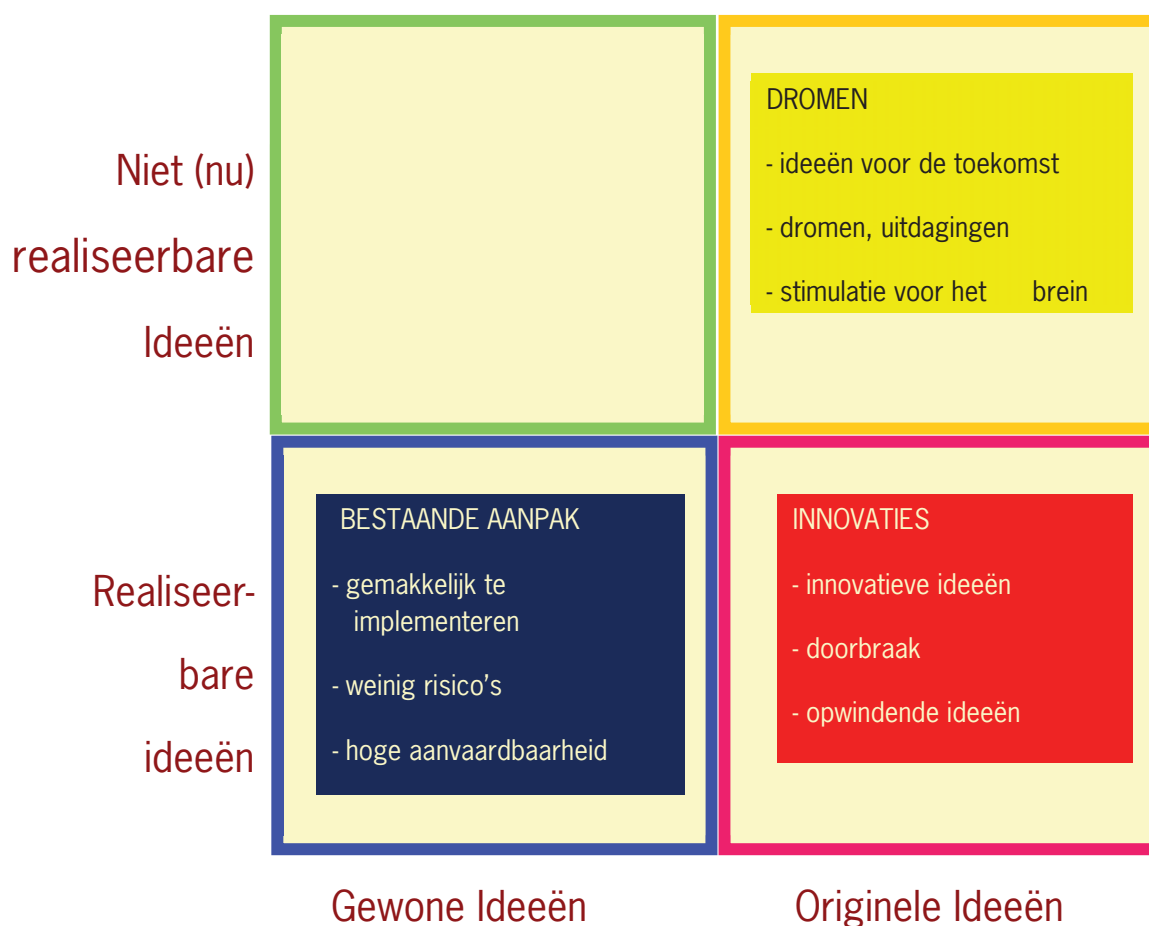 Niet (nu)
realiseerbare
Ideeën
DROMEN
- ideeën voor de toekomst
- dromen, uitdagingen
- stimulatie voor het brein
Realiseer-
bare
ideeën
BESTAANDE AANPAK
- gemakkelijk te
implementeren
- weinig risico's
- hoge aanvaardbaarheid
INNOVATIES
- innovatieve ideeën
- doorbraak
- opwindende ideeën
Gewone Ideeën
Originele Ideeën